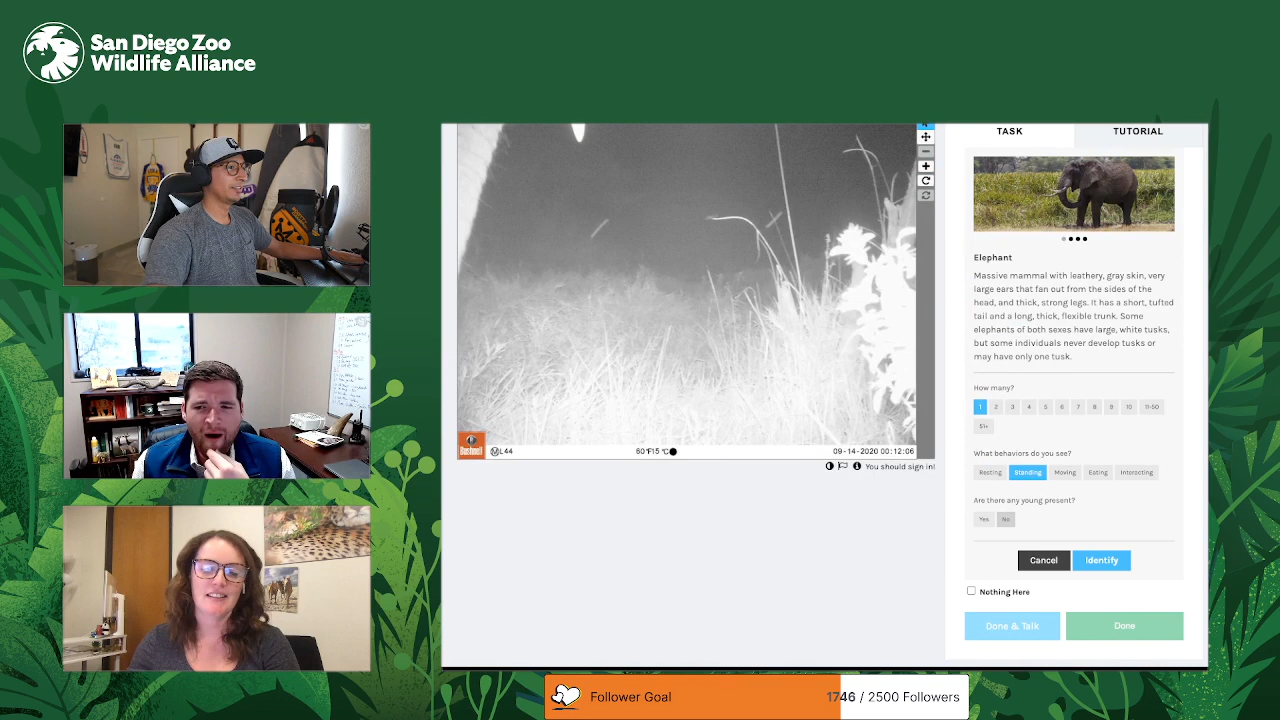 San Diego Zoo
Wildlife Alliance
TASK
TUTORIAL
Elephant
Massive mammal with leathery, gray skin, very
large ears that fan out from the sides of the
head, and thick, strong legs. It has a short, tufted
tail and a long, thick, flexible trunk. Some
elephants of both sexes have large, white tusks,
but some individuals never develop tusks or
may have only one tusk.
How many?
1 2 3 4 5 6 7 8 9 10 11-50
51+
What behaviors do you see?
Resting Standing Moving Eating Interacting
Are there any young present?
Yes No
Cancel Identify
Nothing Here
Done & Talk Done
Bushnell M L44 60°F15°C 09-14-2020 00:12:06
You should sign in!
Follower Goal 1746 / 2500 Followers